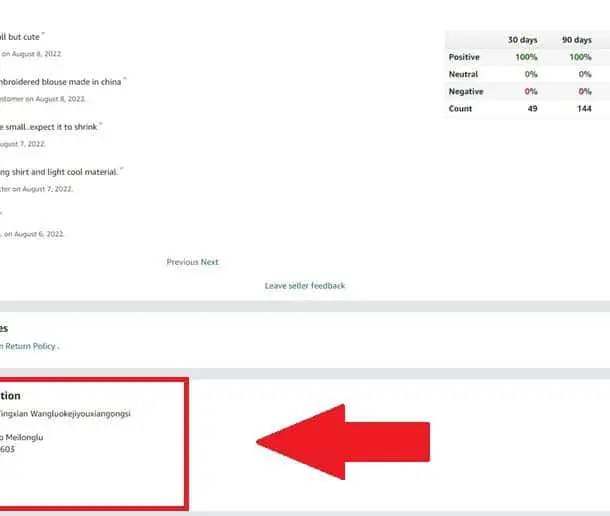 ll but cute "
on August 8, 2022.
mbroidered blouse made in china "
stomer on August 8, 2022.
e small..expect it to shrink "
ugust 7, 2022.
ng shirt and light cool material. "
ter on August 7, 2022.
"
. on August 6, 2022.
Previous Next
Leave seller feedback
30 days 90 days
Positive 100% 100%
Neutral 0% 0%
Negative 0% 0%
Count 49 144
es
n Return Policy .
tion
ingxian Wangluokejiyouxiangongsi
o Meilonglu
603